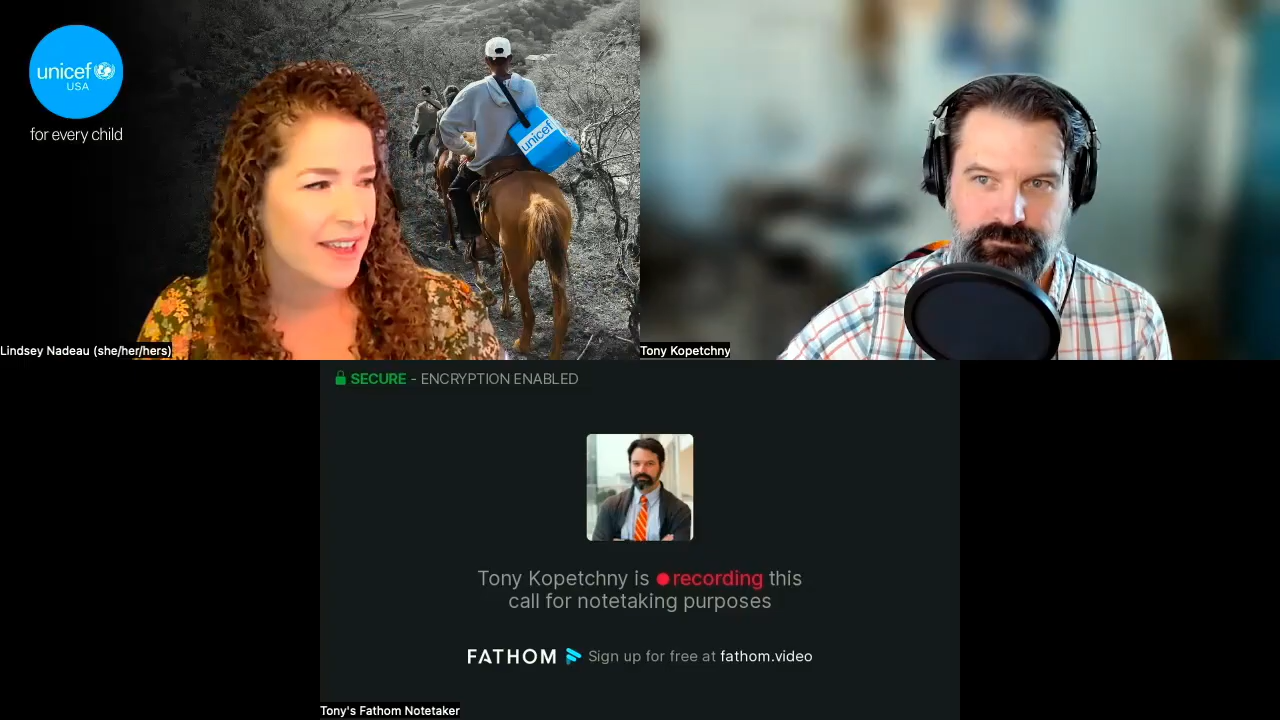 unicef
USA
for every child
unicef
Lindsey Nadeau (she/her/hers)
Tony Kopetchny
SECURE - ENCRYPTION ENABLED
Tony Kopetchny is recording this
call for notetaking purposes
FATHOM Sign up for free at fathom.video
Tony's Fathom Notetaker